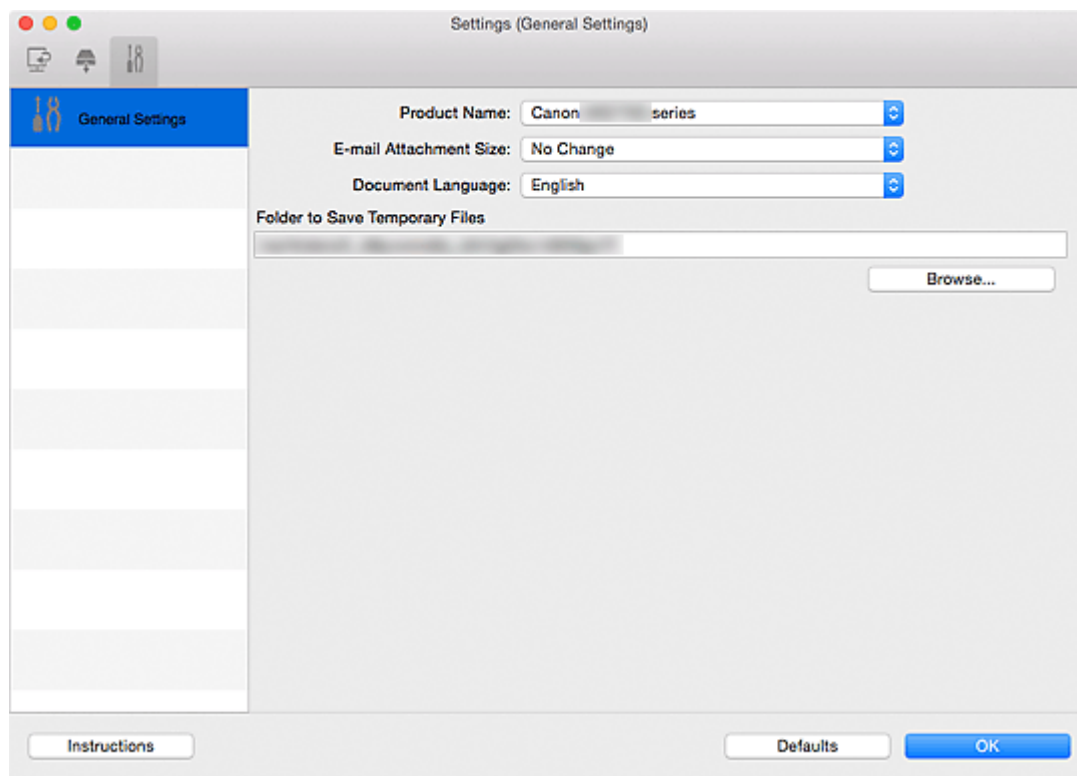 Settings (General Settings)
General Settings
Product Name: Canon series
E-mail Attachment Size: No Change
Document Language: English
Folder to Save Temporary Files
Browse...
Instructions Defaults OK